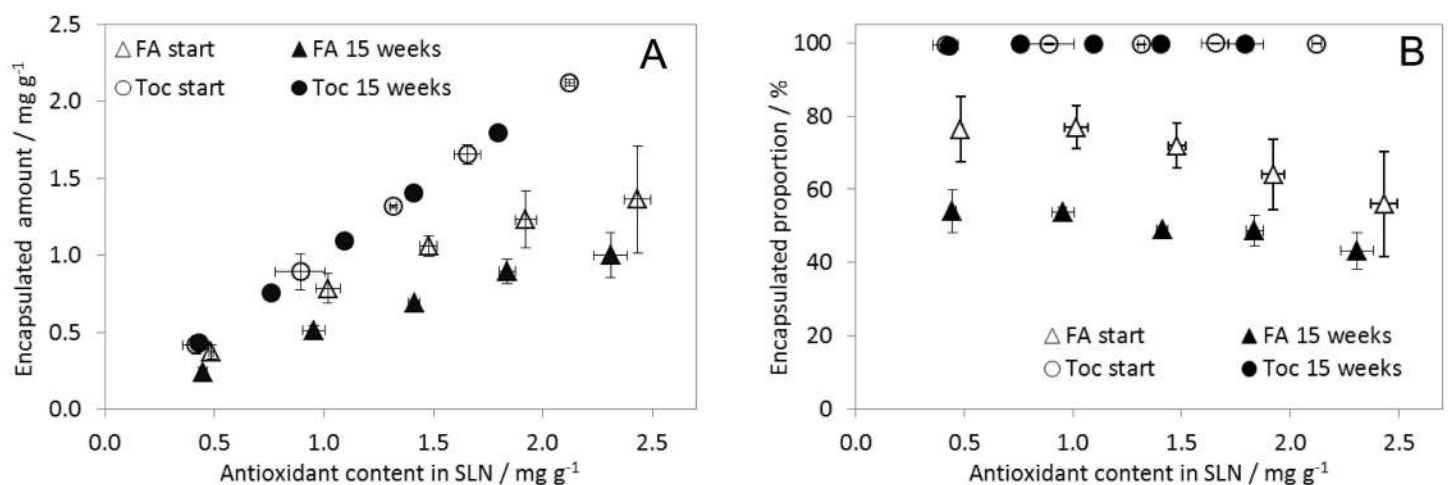 A
△ FA start ▲ FA 15 weeks
○ Toc start ● Toc 15 weeks
Encapsulated amount / mg g⁻¹
2.5
2.0
1.5
1.0
0.5
0.0
0.0 0.5 1.0 1.5 2.0 2.5
Antioxidant content in SLN / mg g⁻¹
B
Encapsulated proportion / %
100
80
60
40
20
0
△ FA start ▲ FA 15 weeks
○ Toc start ● Toc 15 weeks
0.0 0.5 1.0 1.5 2.0 2.5
Antioxidant content in SLN / mg g⁻¹